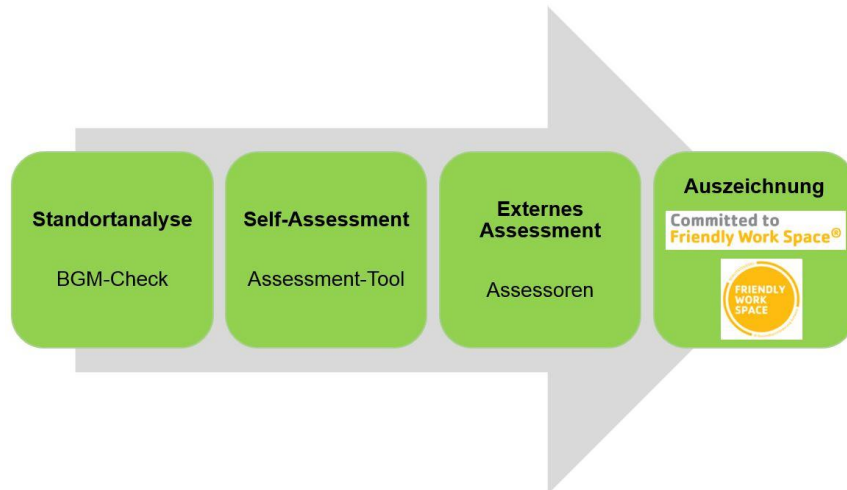 Standortanalyse
BGM-Check
Self-Assessment
Assessment-Tool
Externes
Assessment
Assessoren
Auszeichnung
Committed to
Friendly Work Space®
FRIENDLY
WORK
SPACE